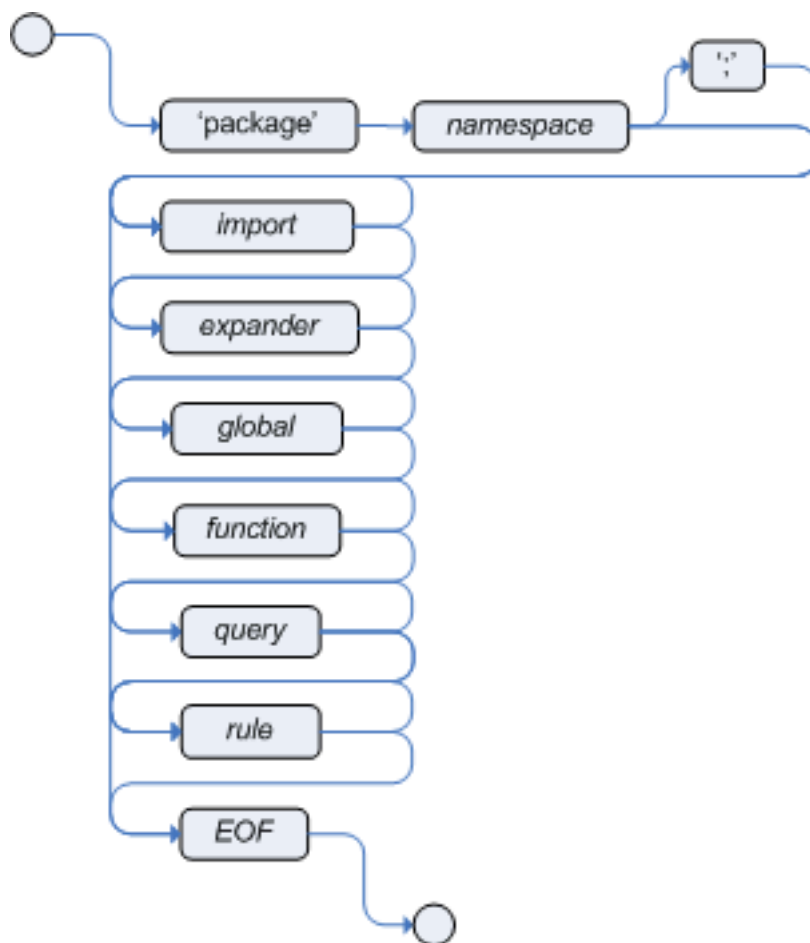 ';'
'package'
namespace
import
expander
global
function
query
rule
EOF